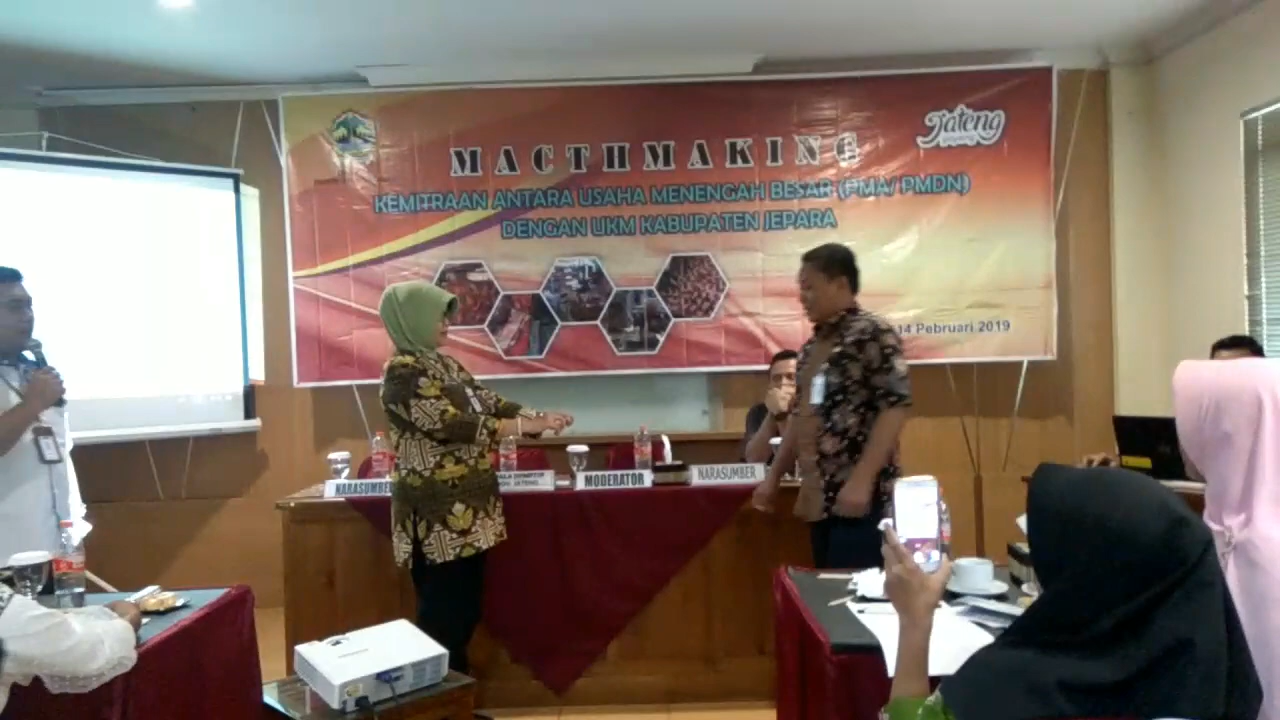 Jateng
MACTHMAKING
KEMITRAAN ANTARA USAHA MENENGAH BESAR (PMA/ PMDN)
DENGAN UKM KABUPATEN JEPARA
14 Pebruari 2019
NARASUMBER
JATENG
MODERATOR
NARASUMBER